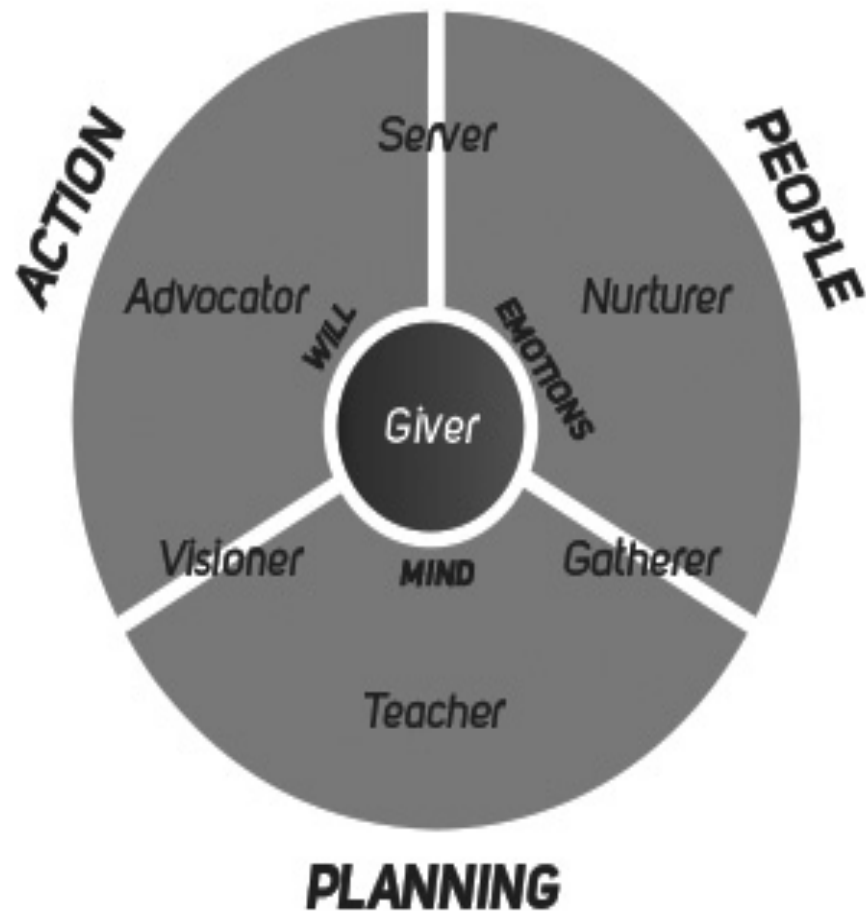 Server
ACTION
PEOPLE
Advocator
Nurturer
WILL
EMOTIONS
Giver
Visioner
MIND
Gatherer
Teacher
PLANNING